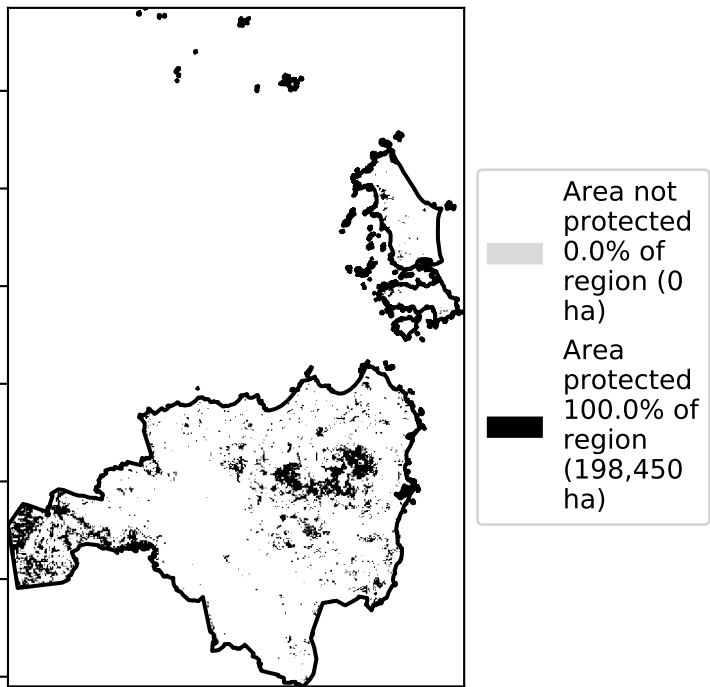 Area not
protected
0.0% of
region (0
ha)
Area
protected
100.0% of
region
(198,450
ha)